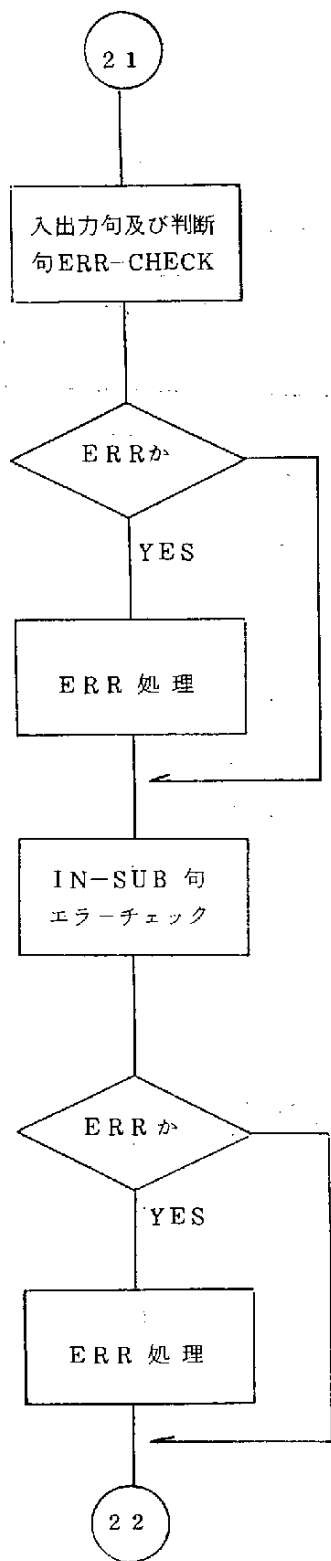 21
入出力句及び判断
句ERR-CHECK
ERRか
YES
ERR 処理
IN-SUB 句
エラーチェック
ERRか
YES
ERR 処理
22